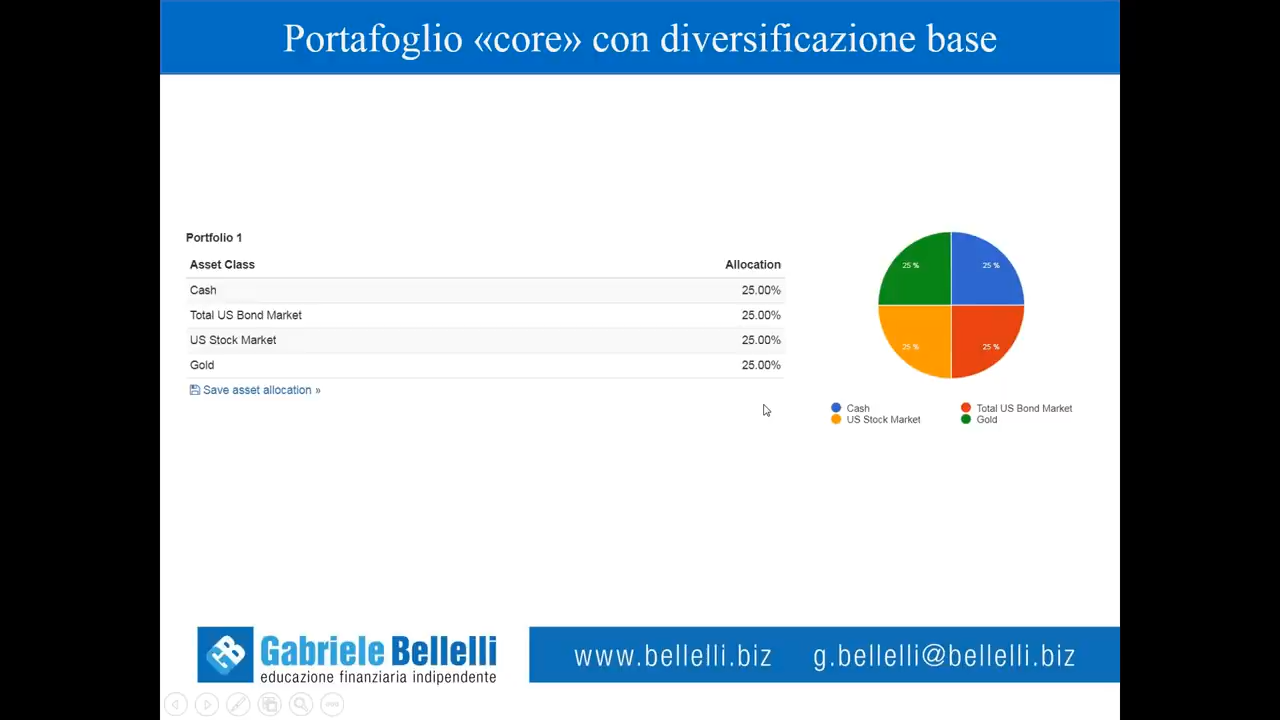 Portafoglio «core» con diversificazione base
Portfolio 1
Asset Class Allocation
Cash 25.00%
Total US Bond Market 25.00%
US Stock Market 25.00%
Gold 25.00%
Save asset allocation »
25 % 25 %
25 % 25 %
Cash Total US Bond Market
US Stock Market Gold
Gabriele Bellelli
educazione finanziaria indipendente
www.bellelli.biz g.bellelli@bellelli.biz